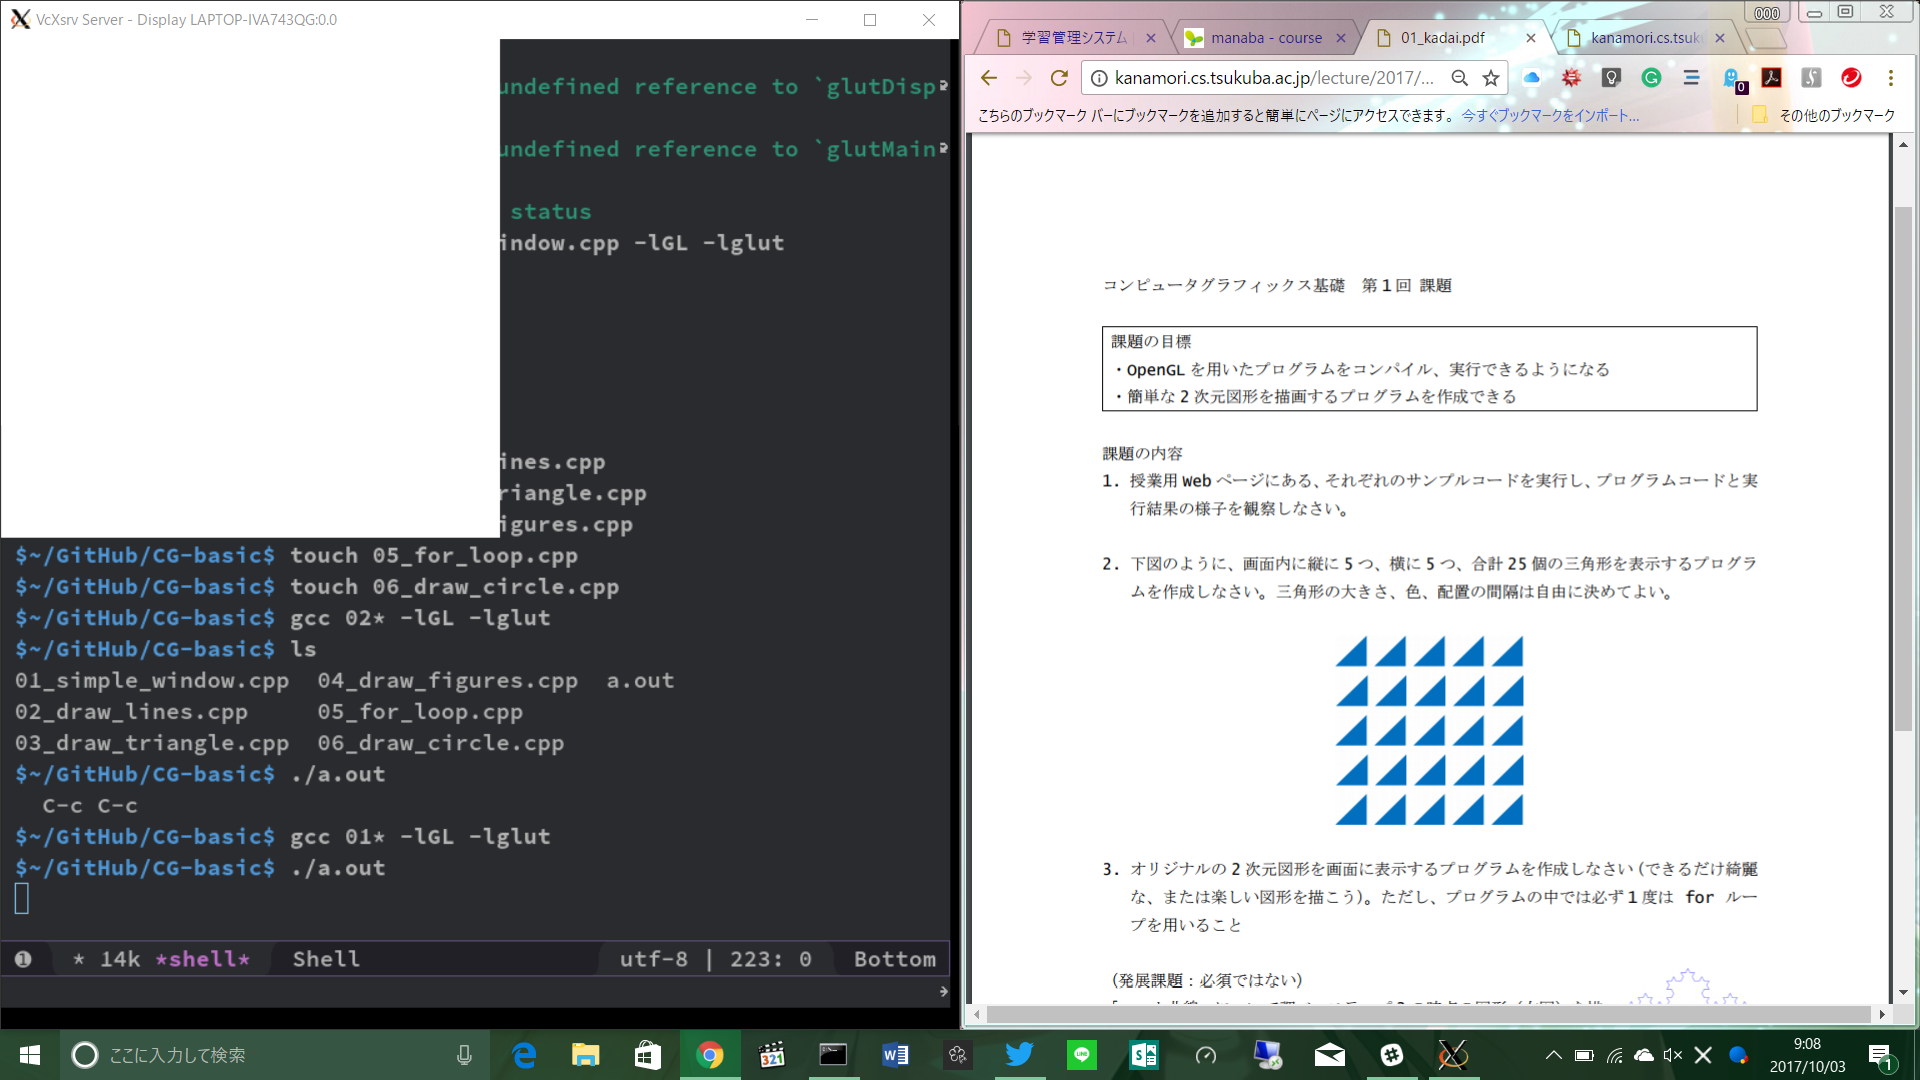 VcXsrv Server - Display LAPTOP-IVA743QG:0.0
undefined reference to `glutDisp
undefined reference to `glutMain
status
indow.cpp -lGL -lglut
ines.cpp
riangle.cpp
igures.cpp
$~/GitHub/CG-basic$ touch 05_for_loop.cpp
$~/GitHub/CG-basic$ touch 06_draw_circle.cpp
$~/GitHub/CG-basic$ gcc 02* -lGL -lglut
$~/GitHub/CG-basic$ ls
01_simple_window.cpp 04_draw_figures.cpp a.out
02_draw_lines.cpp 05_for_loop.cpp
03_draw_triangle.cpp 06_draw_circle.cpp
$~/GitHub/CG-basic$ ./a.out
C-c C-c
$~/GitHub/CG-basic$ gcc 01* -lGL -lglut
$~/GitHub/CG-basic$ ./a.out
1 * 14k *shell* Shell utf-8 | 223: 0 Bottom
000
学習管理システム manaba - course 01_kadai.pdf kanamori.cs.tsuku
kanamori.cs.tsukuba.ac.jp/lecture/2017/...
0
こちらのブックマーク バーにブックマークを追加すると簡単にページにアクセスできます。 今すぐブックマークをインポート... その他のブックマーク
コンピュータグラフィックス基礎 第1回 課題
課題の目標
・OpenGL を用いたプログラムをコンパイル、実行できるようになる
・簡単な 2 次元図形を描画するプログラムを作成できる
課題の内容
1. 授業用 Web ページにある、それぞれのサンプルコードを実行し、プログラムコードと実
行結果の様子を観察しなさい。
2. 下図のように、画面内に縦に 5 つ、横に 5 つ、合計 25 個の三角形を表示するプログラ
ムを作成しなさい。三角形の大きさ、色、配置の間隔は自由に決めてよい。
3. オリジナルの 2 次元図形を画面に表示するプログラムを作成しなさい（できるだけ綺麗
な、または楽しい図形を描こう）。ただし、プログラムの中では必ず 1 度は for ルー
プを用いること
（発展課題：必須ではない）
ここに入力して検索
321
LINE
9:08
2017/10/03
1